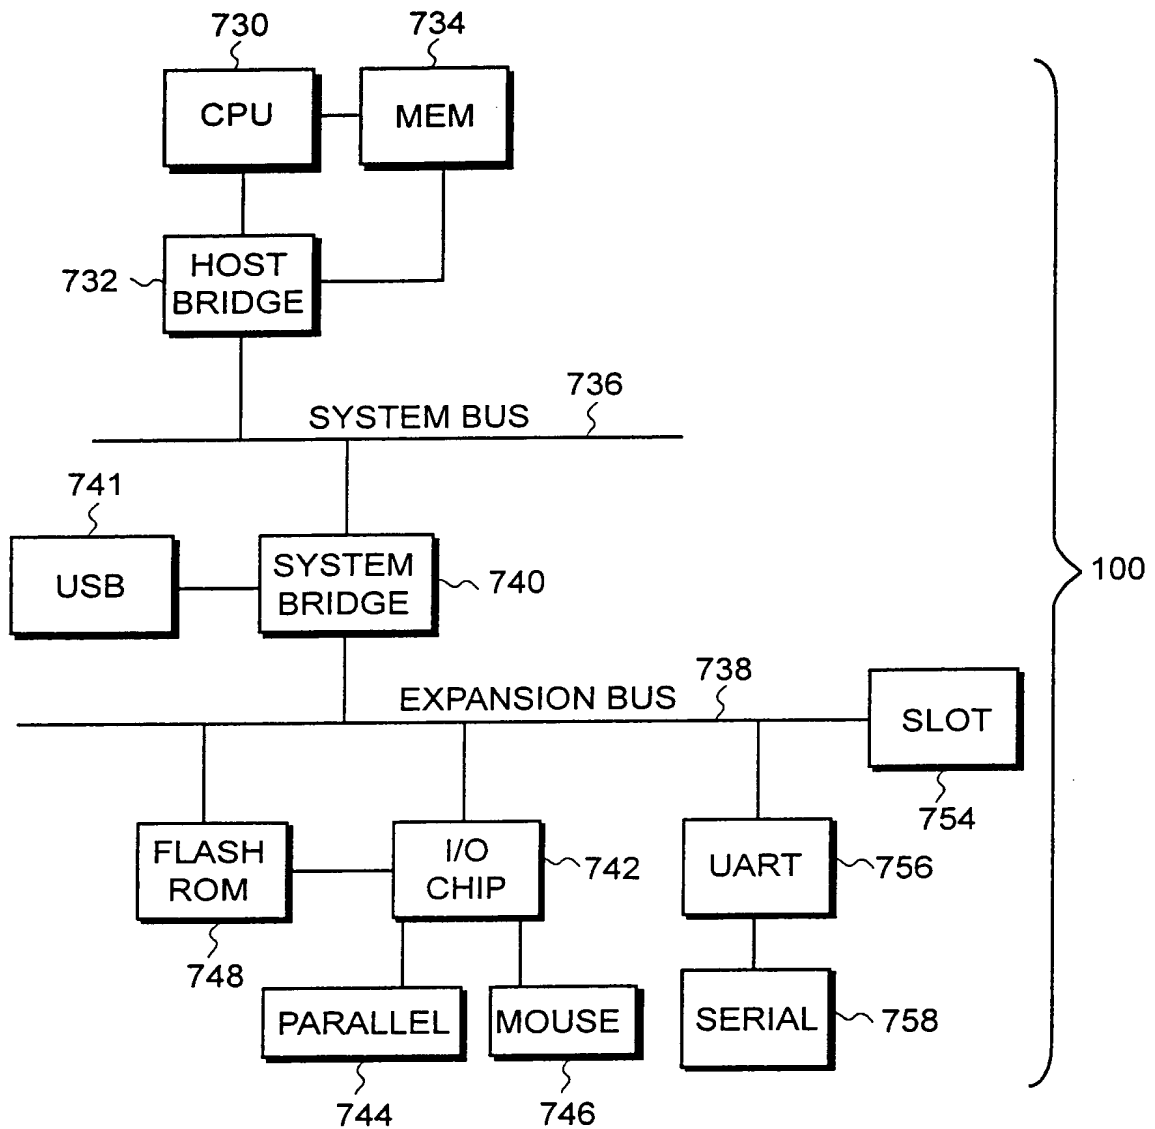 730
734
CPU
MEM
732
HOST
BRIDGE
736
SYSTEM BUS
741
USB
SYSTEM
BRIDGE
740
100
738
EXPANSION BUS
SLOT
754
FLASH
ROM
I/O
CHIP
742
UART
756
748
PARALLEL
MOUSE
SERIAL
758
744
746